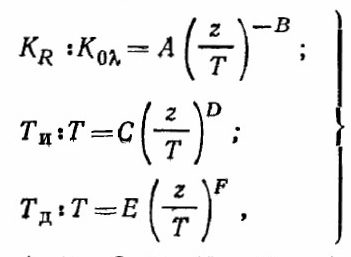 K_R : K_{0λ} = A (z/T)^{-B} ;
T_и : T = C (z/T)^D ;
T_д : T = E (z/T)^F ,